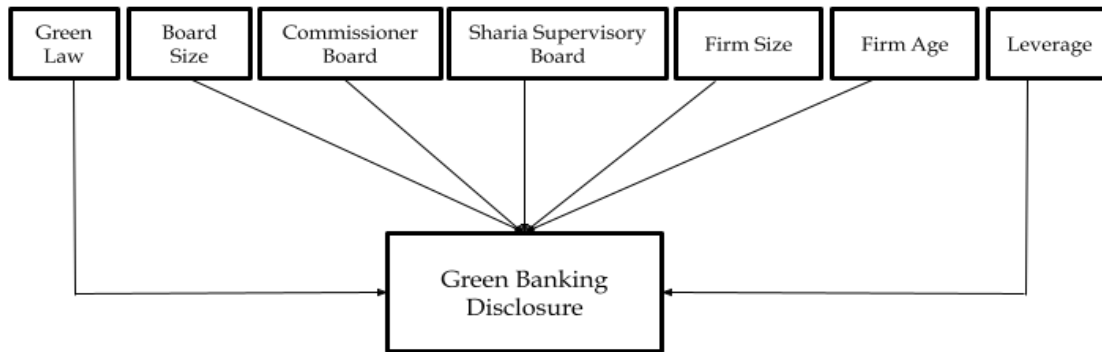 Green
Law
Board
Size
Commissioner
Board
Sharia Supervisory
Board
Firm Size
Firm Age
Leverage
Green Banking
Disclosure